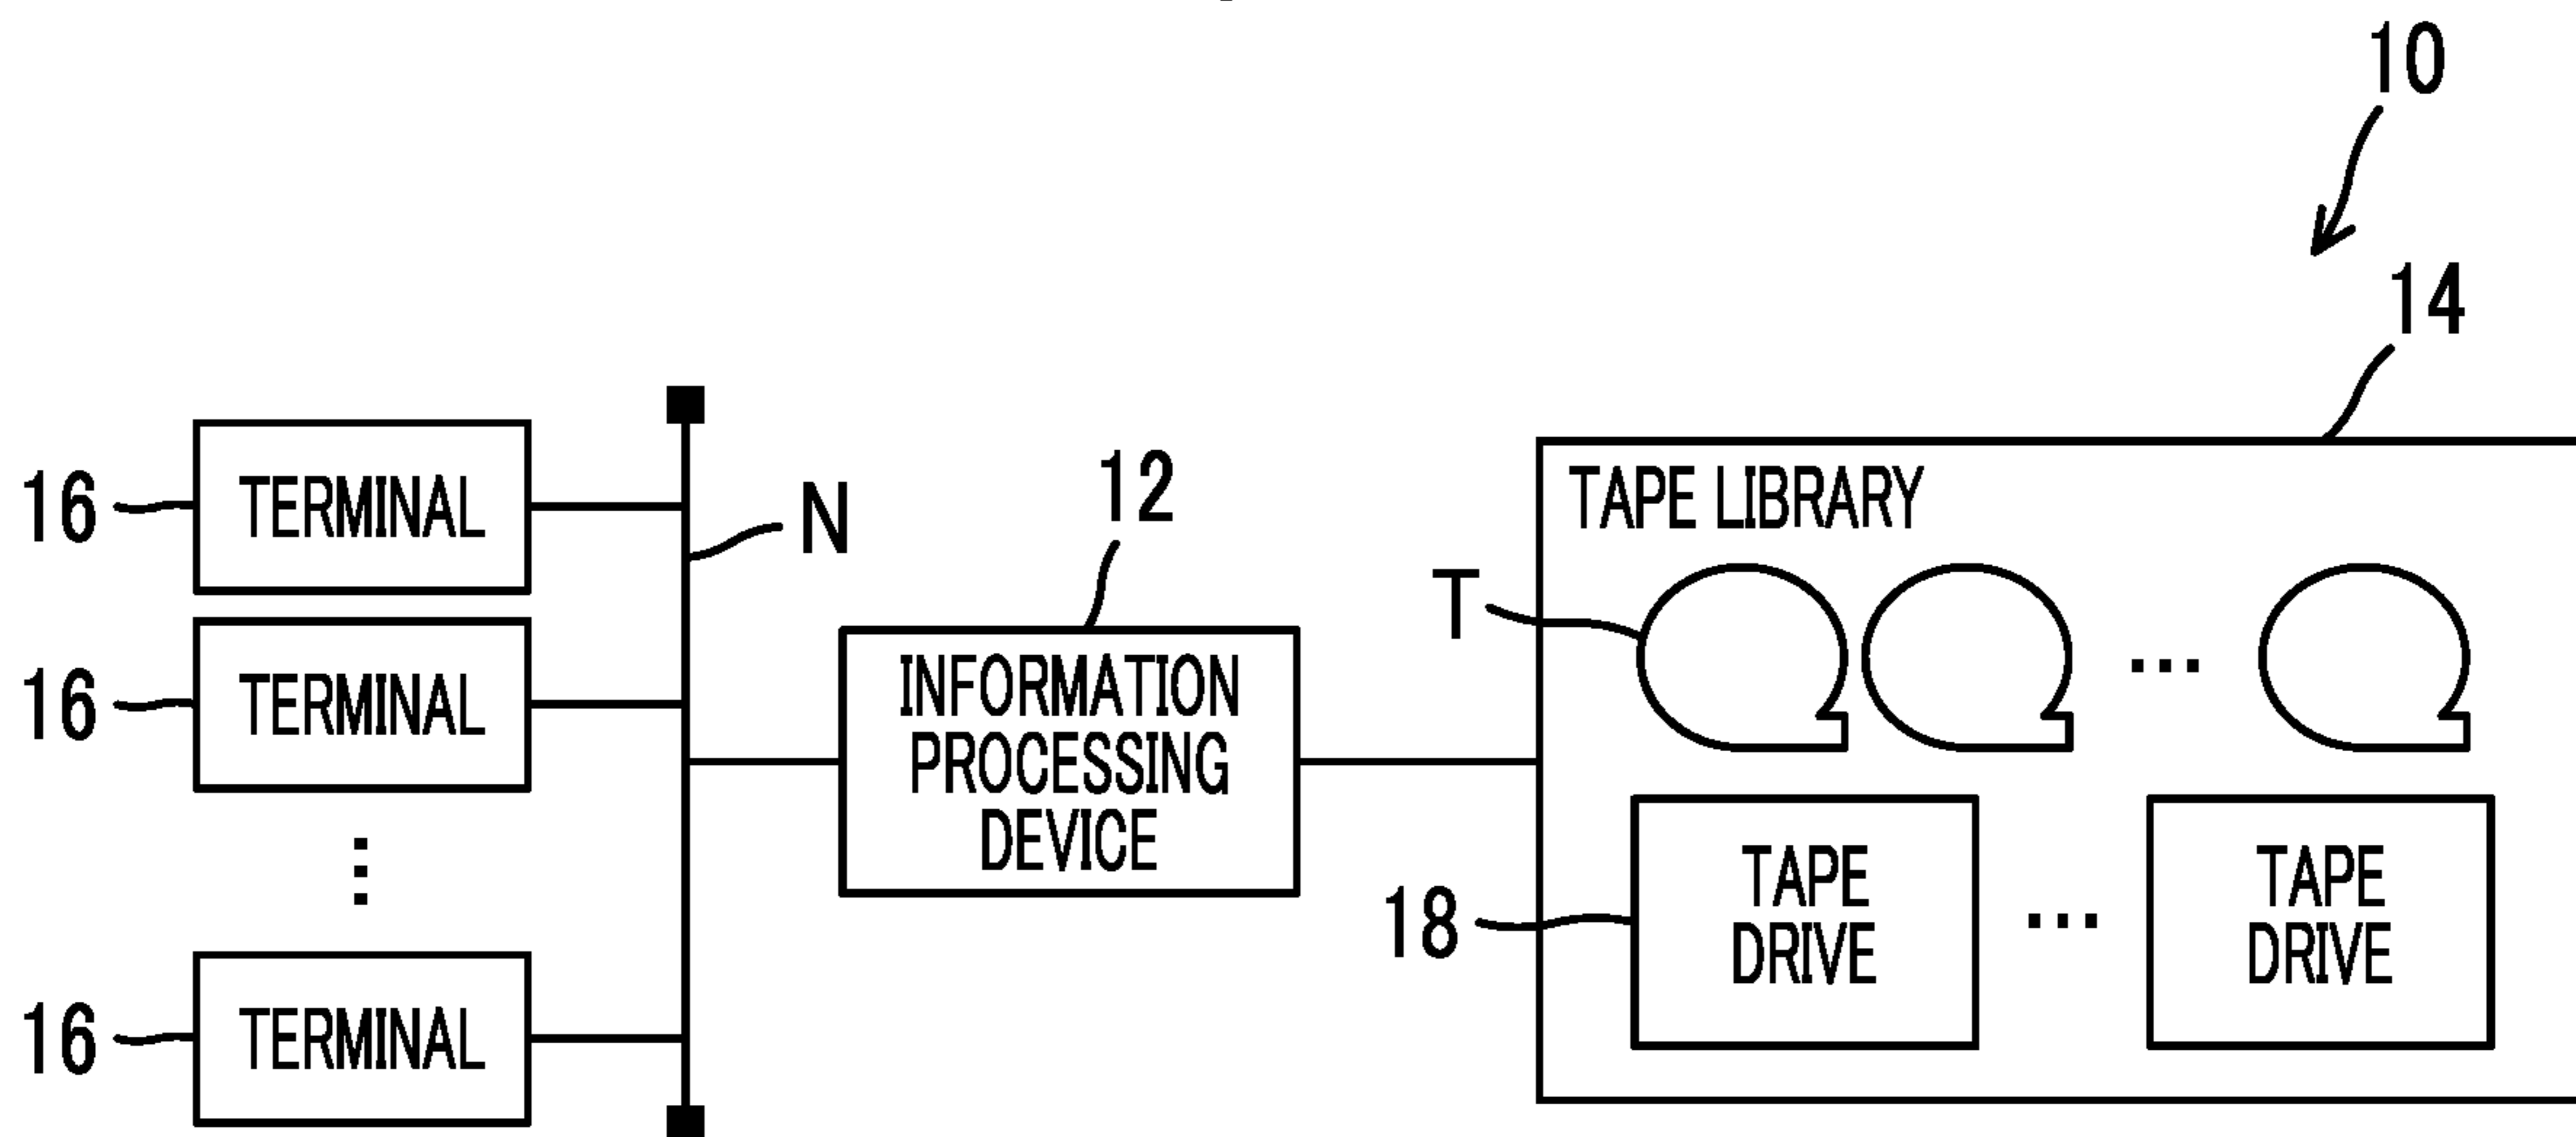 10
14
16
TERMINAL
N
12
TAPE LIBRARY
T
16
TERMINAL
INFORMATION
PROCESSING
DEVICE
...
18
TAPE
DRIVE
...
TAPE
DRIVE
16
TERMINAL